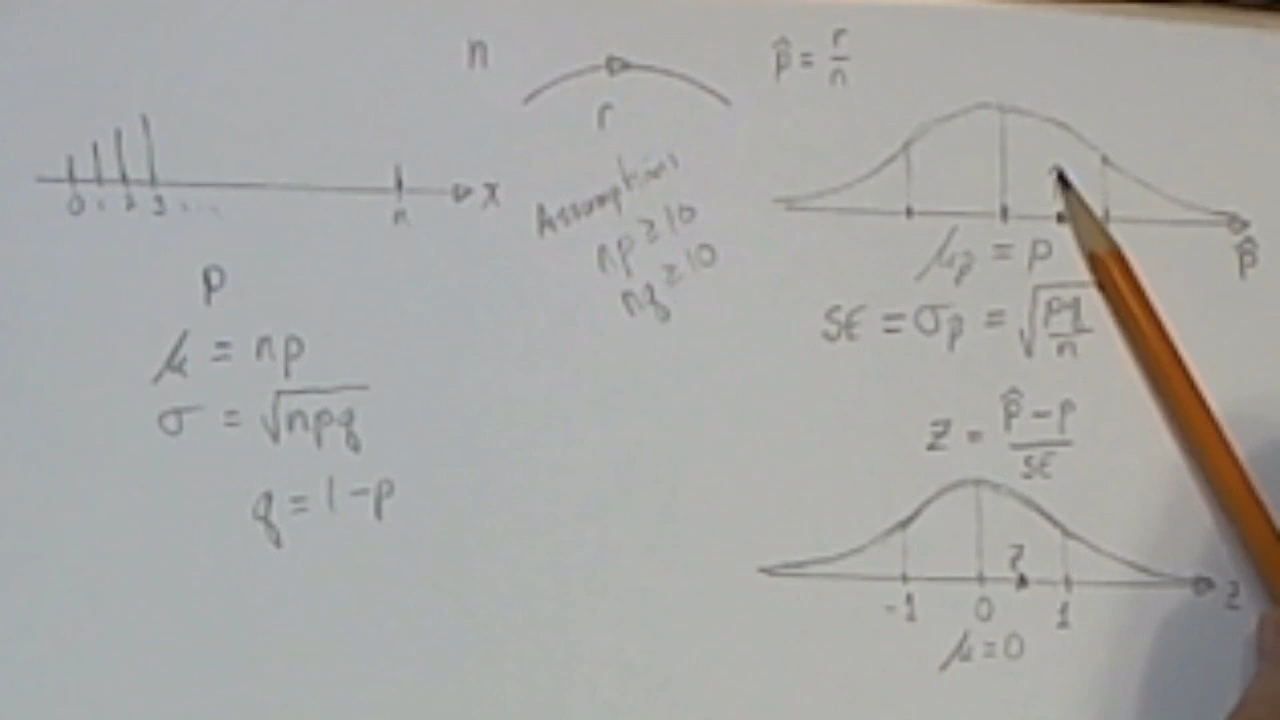 n
r
p̂ = r/n
0 1 2 3 ... n x
Assumptions
np ≥ 10
nq ≥ 10
p
μ = np
σ = √npq
q = 1 - p
p̂
μp = p
SE = σp = √(pq/n)
z = (p̂ - p)/SE
z
-1 0 1 z
μ = 0